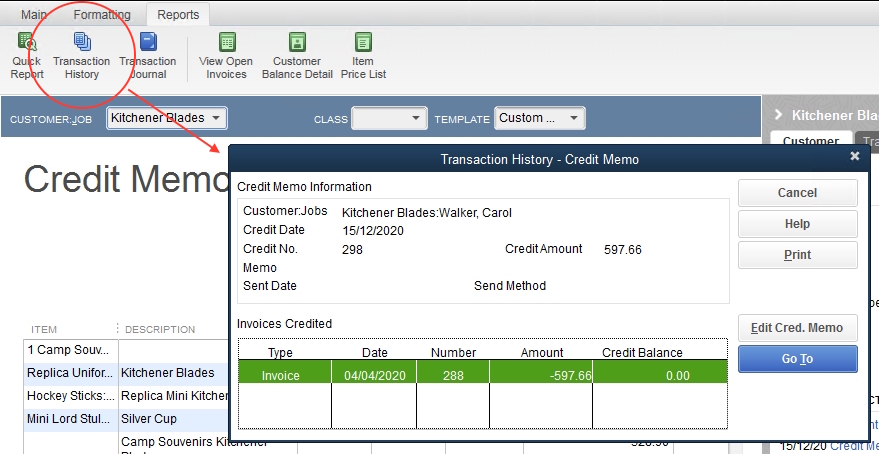 Main Formatting Reports
Quick Report
Transaction History
Transaction Journal
View Open Invoices
Customer Balance Detail
Item Price List
CUSTOMER:JOB Kitchener Blades CLASS TEMPLATE Custom ...
Kitchener Bla
Customer Tra
Credit Memo
Transaction History - Credit Memo
Credit Memo Information
Customer:Jobs Kitchener Blades:Walker, Carol
Credit Date 15/12/2020
Credit No. 298 Credit Amount 597.66
Memo
Sent Date Send Method
Cancel
Help
Print
Edit Cred. Memo
Go To
Invoices Credited
Type Date Number Amount Credit Balance
Invoice 04/04/2020 288 -597.66 0.00
ITEM DESCRIPTION
1 Camp Souv...
Replica Unifor... Kitchener Blades
Hockey Sticks:... Replica Mini Kitchen
Mini Lord Stul... Silver Cup
Camp Souvenirs Kitchener
15/12/20 Credit Me